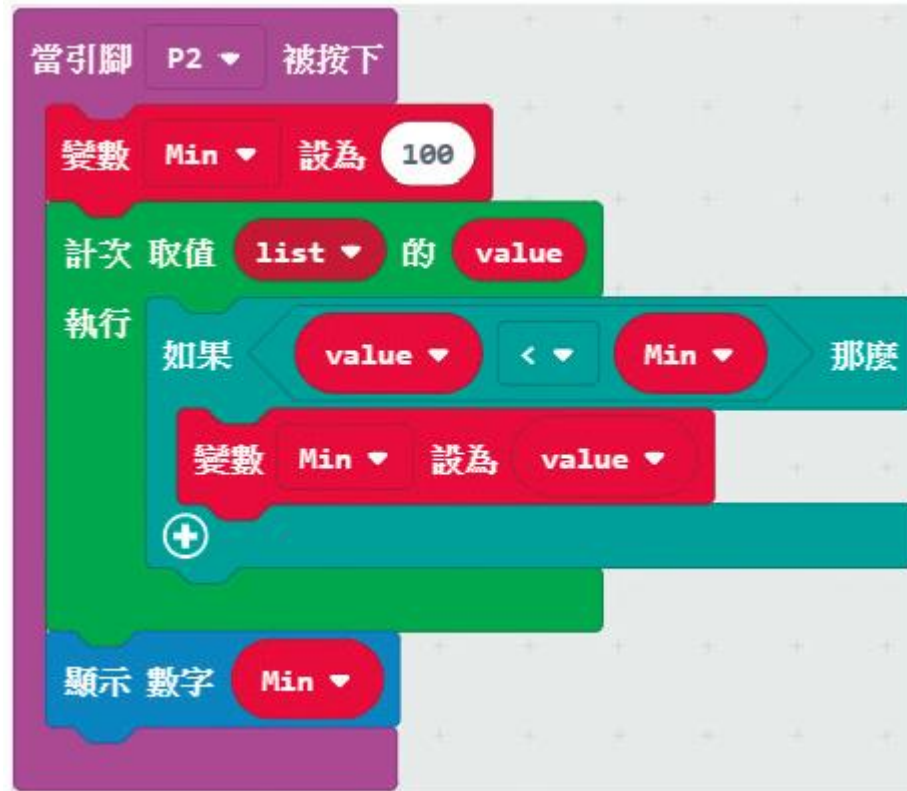 當引腳 P2 被按下
變數 Min 設為 100
計次 取值 list 的 value
執行
如果 value < Min 那麼
變數 Min 設為 value
顯示 數字 Min